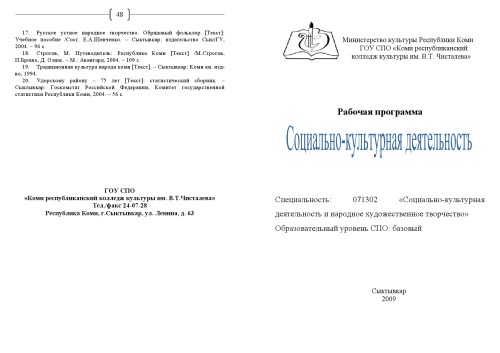 48
17. Русское устное народное творчество. Обрядовый фольклор [Текст]:
Учебное пособие /Сост. Е.А.Шевченко. – Сыктывкар: издательство СыктГУ,
2004. – 94 с.
18. Строгов, М. Путеводитель: Республика Коми [Текст] /М.Строгов,
П.Броше, Д. Озиас. – М.: Авангард, 2004. – 109 с.
19. Традиционная культура народа коми [Текст]. – Сыктывкар: Коми кн. изд-
во, 1994.
20. Удорскому району – 75 лет [Текст]: статистический сборник. –
Сыктывкар: Госкомстат Российской Федерации, Комитет государственной
статистики Республики Коми, 2004. – 56 с.
ГОУ СПО
«Коми республиканский колледж культуры им. В.Т.Чисталева»
Тел./факс 24-07-28
Республика Коми, г.Сыктывкар, ул. Ленина, д. 63
Министерство культуры Республики Коми
ГОУ СПО «Коми республиканский
колледж культуры им. В.Т. Чисталева»
Рабочая программа
Социально-культурная деятельность
Специальность: 071302 «Социально-культурная
деятельность и народное художественное творчество»
Образовательный уровень СПО: базовый
Сыктывкар
2009